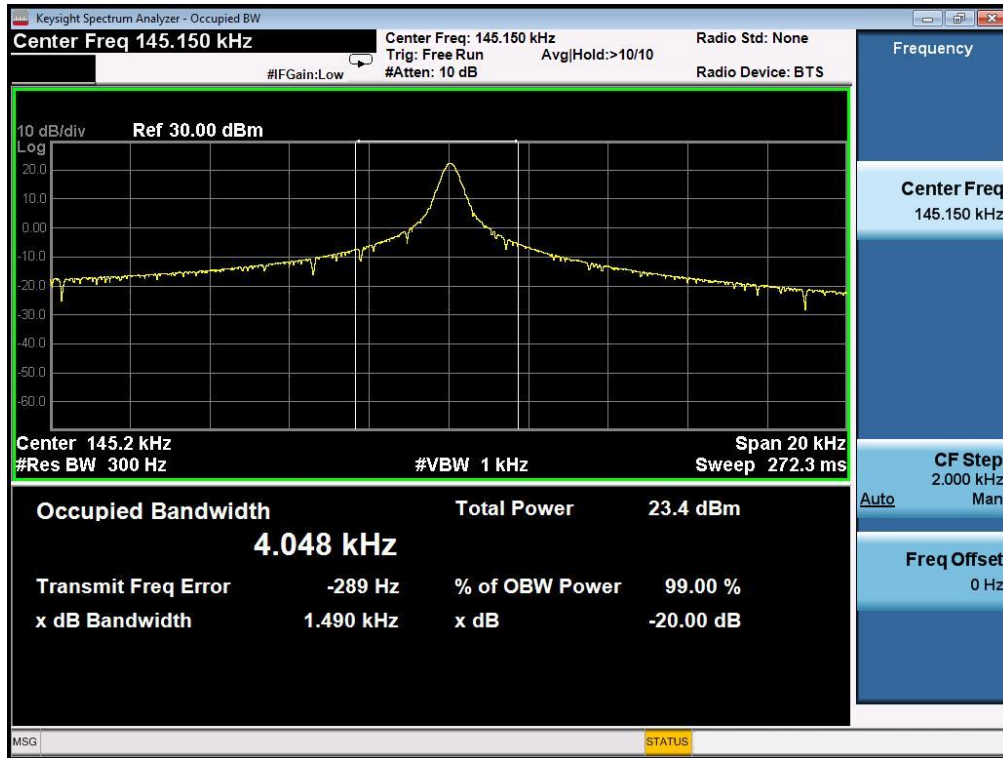 Keysight Spectrum Analyzer - Occupied BW
Center Freq 145.150 kHz
Center Freq: 145.150 kHz
Radio Std: None
Trig: Free Run Avg|Hold:>10/10
#IFGain:Low
#Atten: 10 dB
Radio Device: BTS
Frequency
10 dB/div Ref 30.00 dBm
Log
20.0
10.0
0.00
-10.0
-20.0
-30.0
-40.0
-50.0
-60.0
Center Freq
145.150 kHz
Center 145.2 kHz Span 20 kHz
#Res BW 300 Hz #VBW 1 kHz Sweep 272.3 ms
CF Step
2.000 kHz
Auto Man
Occupied Bandwidth Total Power 23.4 dBm
4.048 kHz
Transmit Freq Error -289 Hz % of OBW Power 99.00 %
x dB Bandwidth 1.490 kHz x dB -20.00 dB
Freq Offset
0 Hz
MSG STATUS